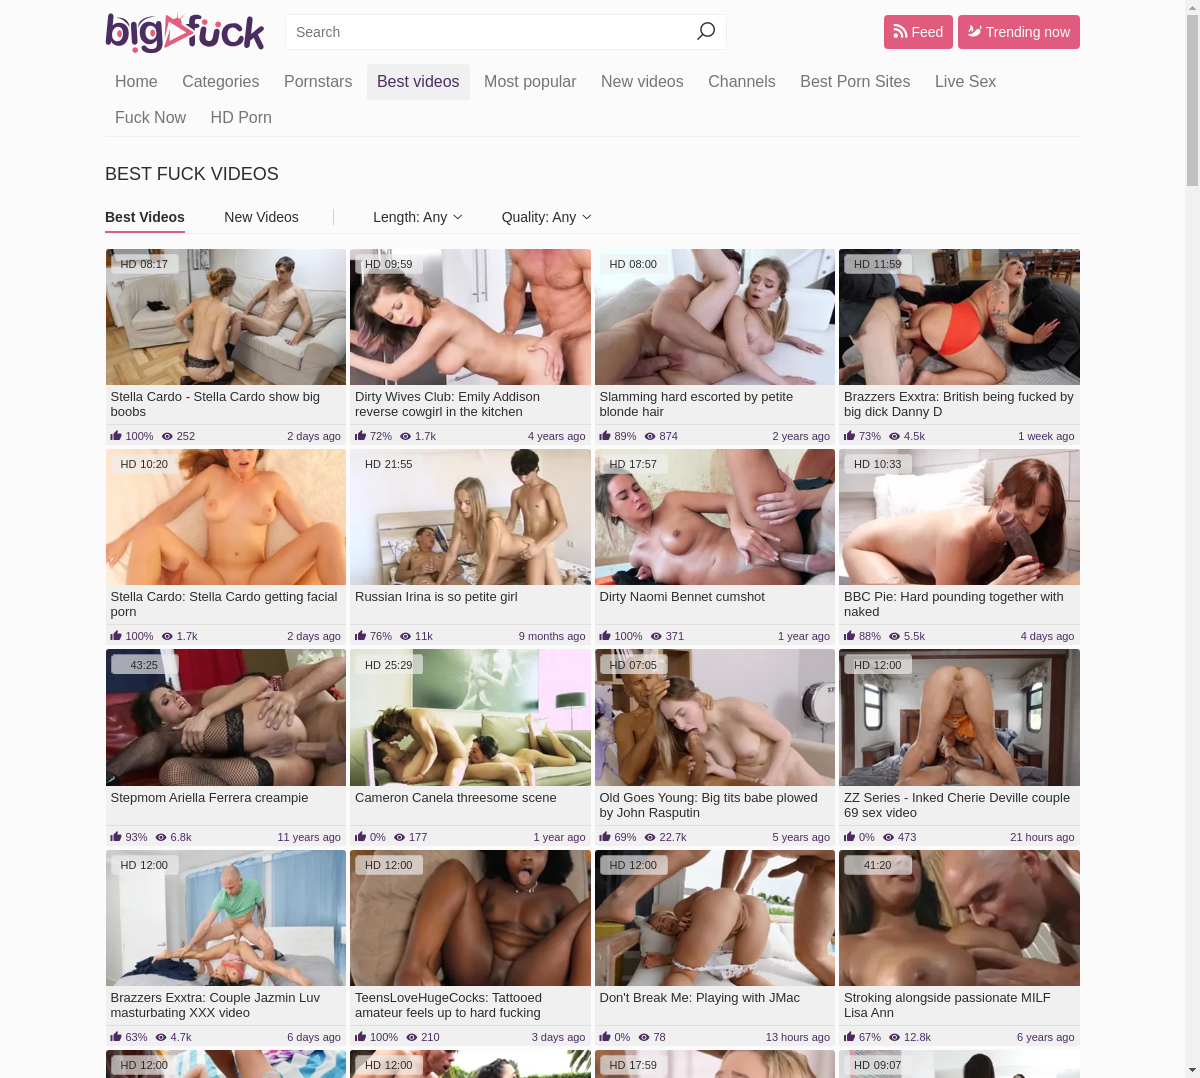 bigfuck
Search
Feed
Trending now
Home Categories Pornstars Best videos Most popular New videos Channels Best Porn Sites Live Sex
Fuck Now HD Porn
BEST FUCK VIDEOS
Best Videos New Videos Length: Any Quality: Any
HD 08:17 HD 09:59 HD 08:00 HD 11:59
Stella Cardo - Stella Cardo show big
boobs
100% 252 2 days ago
Dirty Wives Club: Emily Addison
reverse cowgirl in the kitchen
72% 1.7k 4 years ago
Slamming hard escorted by petite
blonde hair
89% 874 2 years ago
Brazzers Exxtra: British being fucked by
big dick Danny D
73% 4.5k 1 week ago
HD 10:20 HD 21:55 HD 17:57 HD 10:33
Stella Cardo: Stella Cardo getting facial
porn
100% 1.7k 2 days ago
Russian Irina is so petite girl
76% 11k 9 months ago
Dirty Naomi Bennet cumshot
100% 371 1 year ago
BBC Pie: Hard pounding together with
naked
88% 5.5k 4 days ago
43:25 HD 25:29 HD 07:05 HD 12:00
Stepmom Ariella Ferrera creampie
93% 6.8k 11 years ago
Cameron Canela threesome scene
0% 177 1 year ago
Old Goes Young: Big tits babe plowed
by John Rasputin
69% 22.7k 5 years ago
ZZ Series - Inked Cherie Deville couple
69 sex video
0% 473 21 hours ago
HD 12:00 HD 12:00 HD 12:00 41:20
Brazzers Exxtra: Couple Jazmin Luv
masturbating XXX video
63% 4.7k 6 days ago
TeensLoveHugeCocks: Tattooed
amateur feels up to hard fucking
100% 210 3 days ago
Don't Break Me: Playing with JMac
0% 78 13 hours ago
Stroking alongside passionate MILF
Lisa Ann
67% 12.8k 6 years ago
HD 12:00 HD 12:00 HD 17:59 HD 09:07